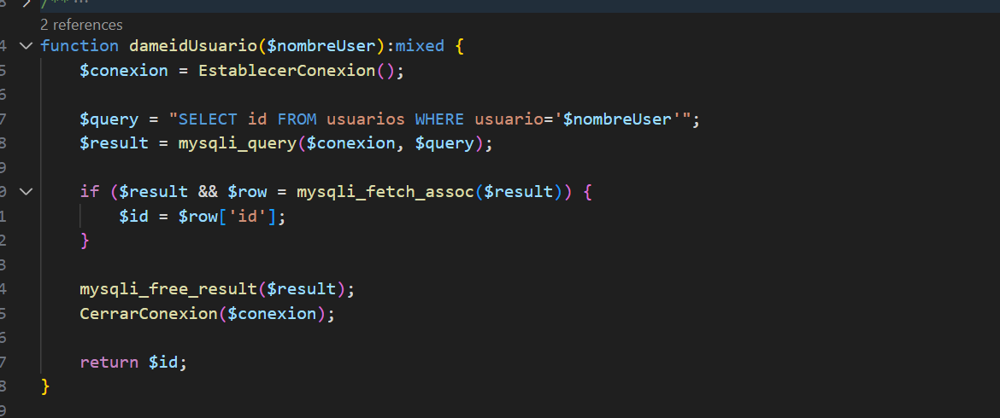 /** ...
2 references
function dameidUsuario($nombreUser):mixed {
$conexion = EstablecerConexion();
$query = "SELECT id FROM usuarios WHERE usuario='$nombreUser'";
$result = mysqli_query($conexion, $query);
if ($result && $row = mysqli_fetch_assoc($result)) {
$id = $row['id'];
}
mysqli_free_result($result);
CerrarConexion($conexion);
return $id;
}